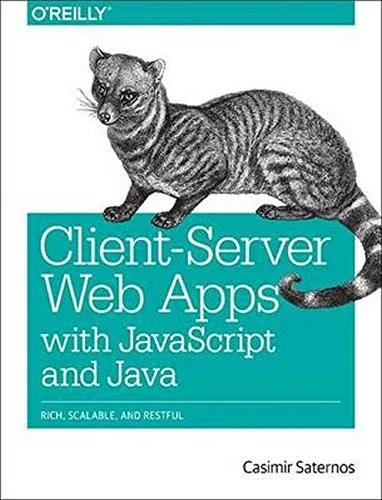 O'REILLY®
Client-Server
Web Apps
with JavaScript
and Java
RICH, SCALABLE, AND RESTFUL
Casimir Saternos